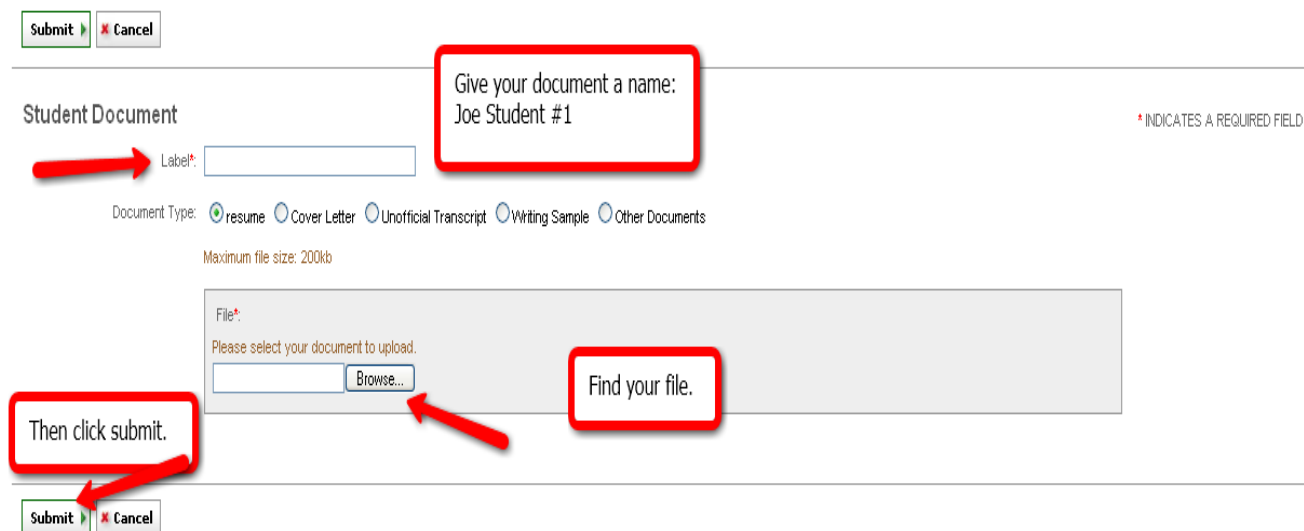 Submit Cancel
Give your document a name:
Joe Student #1
Student Document
* INDICATES A REQUIRED FIELD
Label*:
Document Type: resume Cover Letter Unofficial Transcript Writing Sample Other Documents
Maximum file size: 200kb
File*:
Please select your document to upload.
Browse...
Find your file.
Then click submit.
Submit Cancel